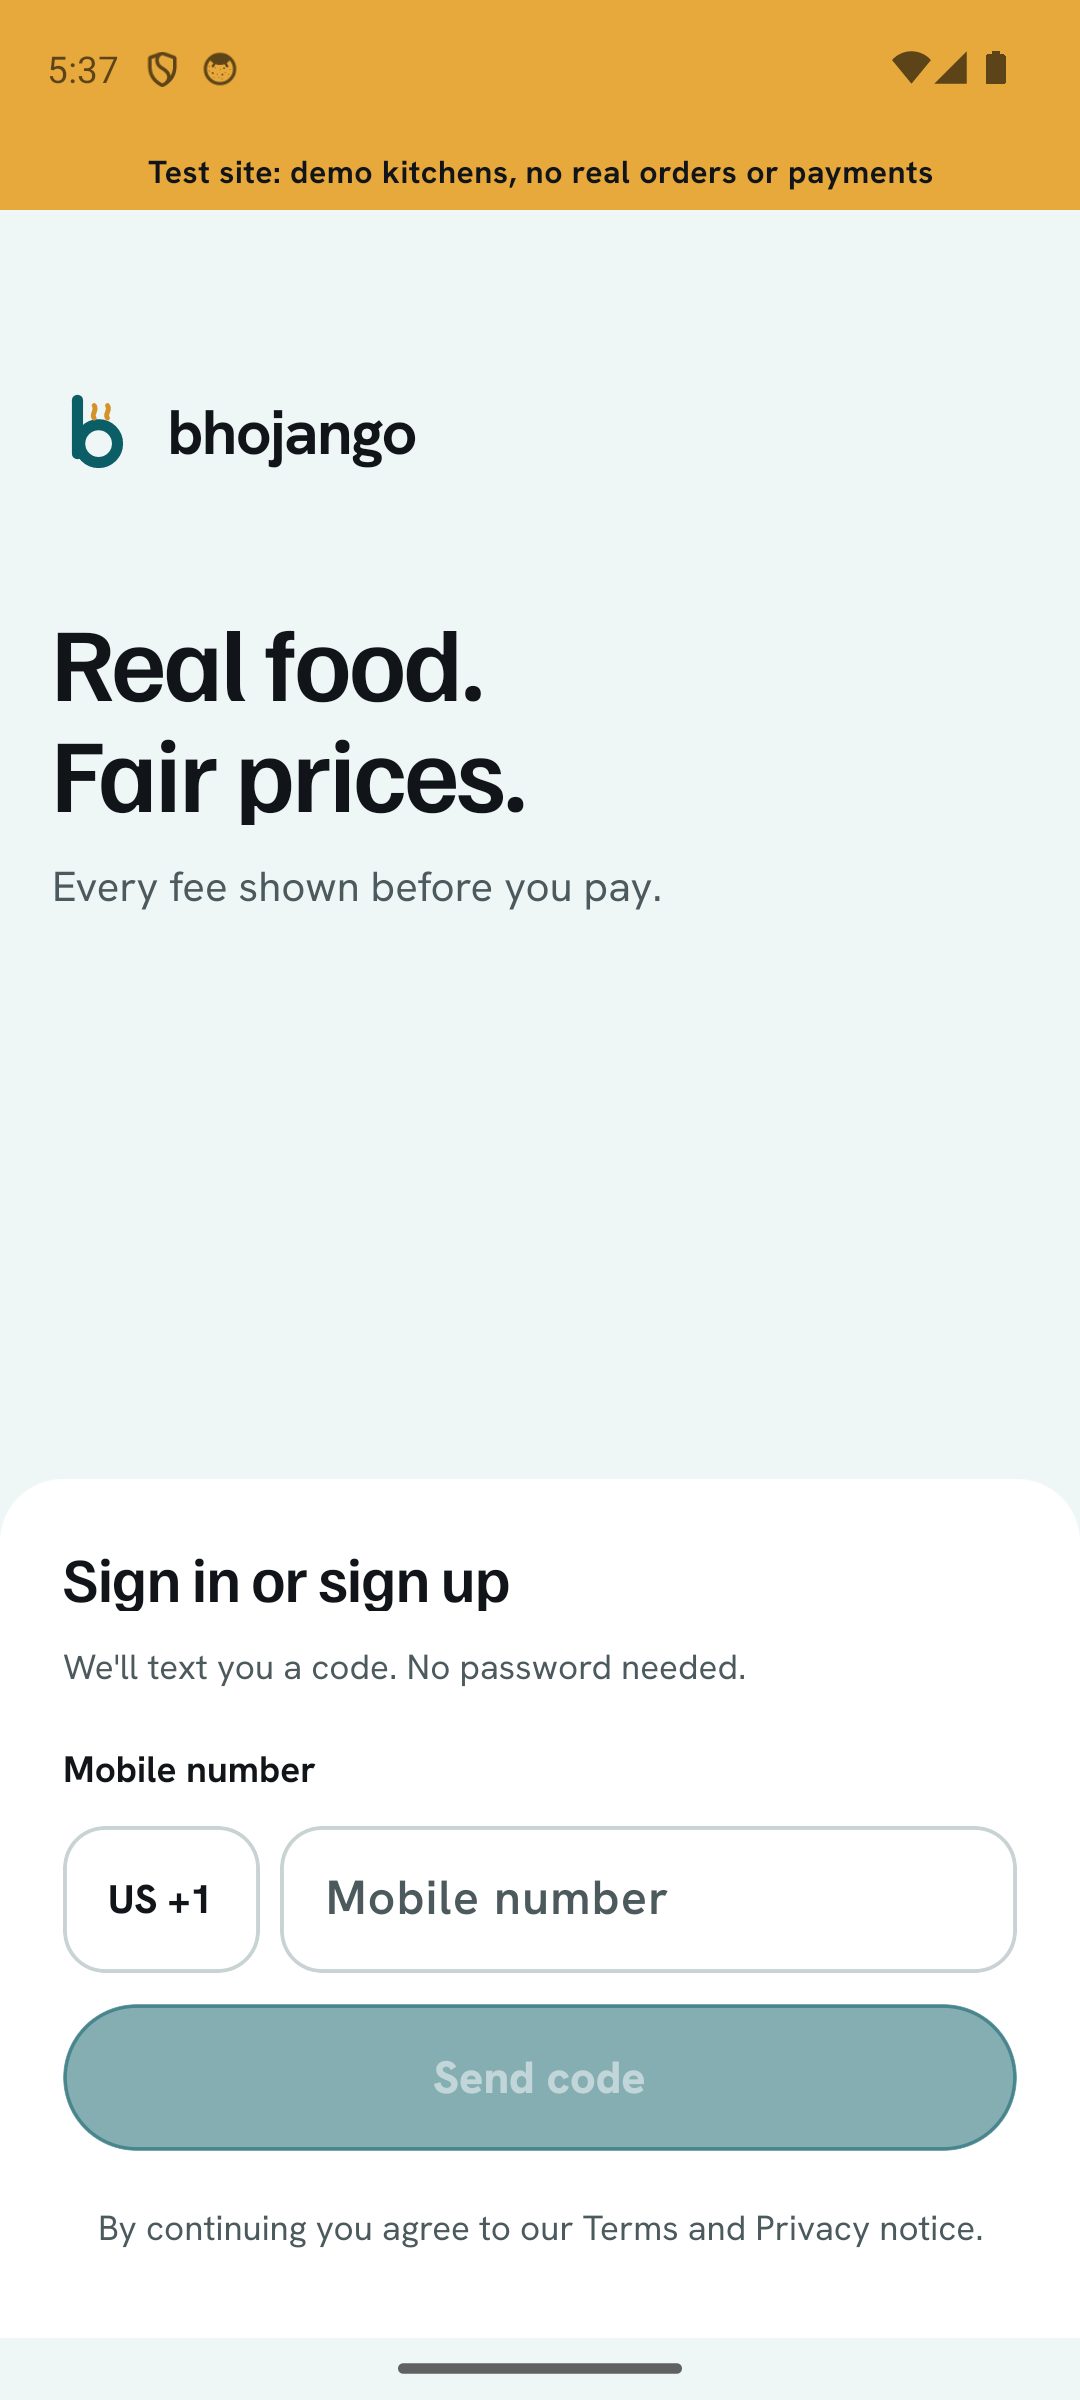 5:37
Test site: demo kitchens, no real orders or payments
bhojango
Real food.
Fair prices.
Every fee shown before you pay.
Sign in or sign up
We'll text you a code. No password needed.
Mobile number
US +1
Mobile number
Send code
By continuing you agree to our Terms and Privacy notice.